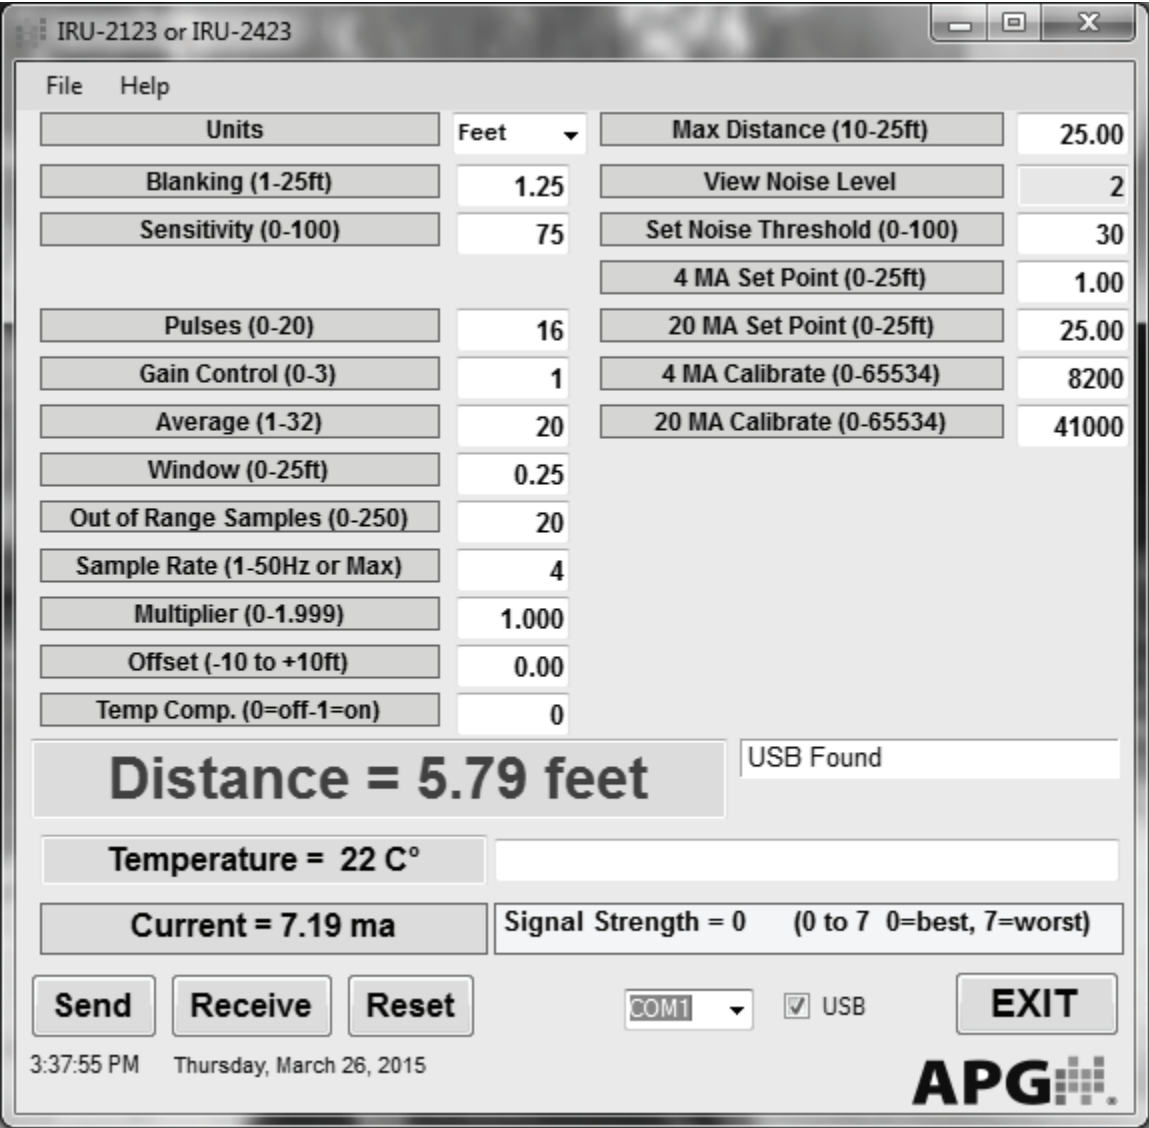 IRU-2123 or IRU-2423
File Help
Units Feet Max Distance (10-25ft) 25.00
Blanking (1-25ft) 1.25 View Noise Level 2
Sensitivity (0-100) 75 Set Noise Threshold (0-100) 30
4 MA Set Point (0-25ft) 1.00
Pulses (0-20) 16 20 MA Set Point (0-25ft) 25.00
Gain Control (0-3) 1 4 MA Calibrate (0-65534) 8200
Average (1-32) 20 20 MA Calibrate (0-65534) 41000
Window (0-25ft) 0.25
Out of Range Samples (0-250) 20
Sample Rate (1-50Hz or Max) 4
Multiplier (0-1.999) 1.000
Offset (-10 to +10ft) 0.00
Temp Comp. (0=off-1=on) 0
Distance = 5.79 feet USB Found
Temperature = 22 C°
Current = 7.19 ma Signal Strength = 0 (0 to 7 0=best, 7=worst)
Send Receive Reset COM1 USB EXIT
3:37:55 PM Thursday, March 26, 2015
APG